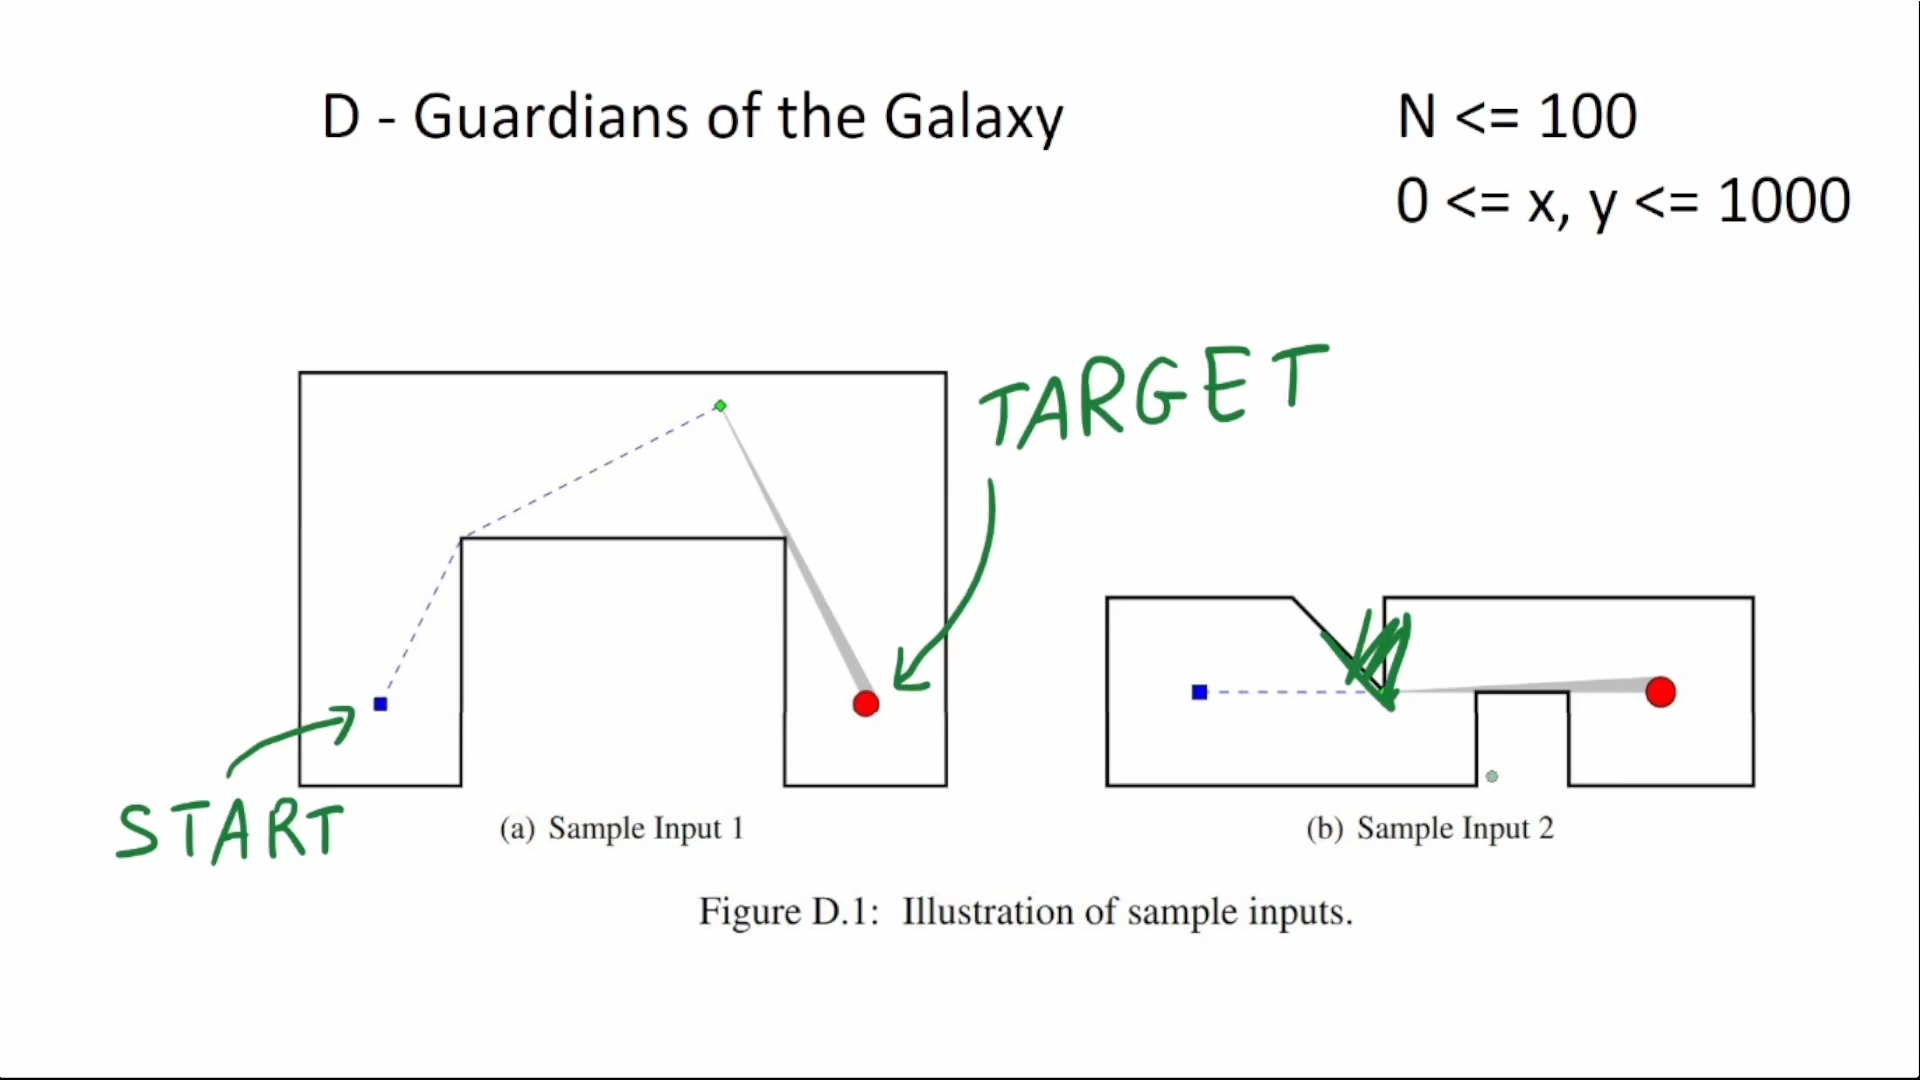 D - Guardians of the Galaxy
N <= 100
0 <= x, y <= 1000
TARGET
START
(a) Sample Input 1
(b) Sample Input 2
Figure D.1: Illustration of sample inputs.